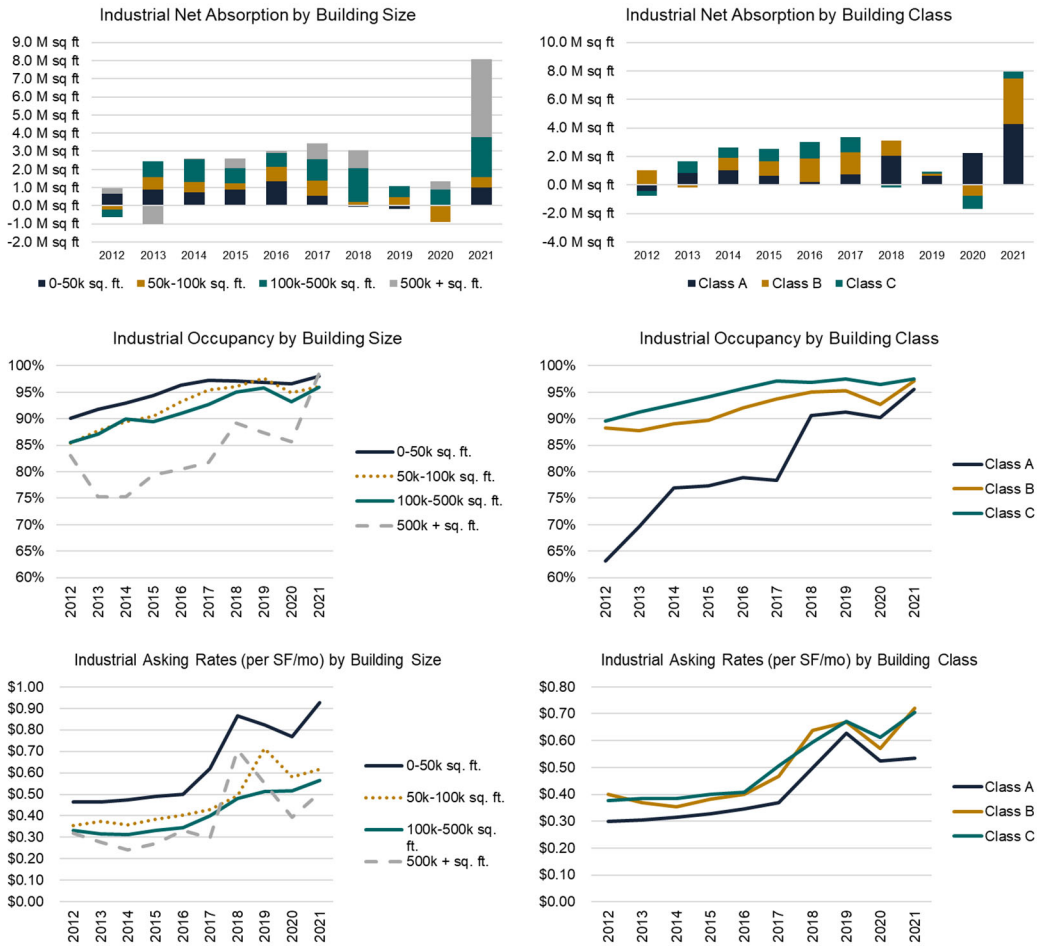 Industrial Net Absorption by Building Size
9.0 M sq ft
8.0 M sq ft
7.0 M sq ft
6.0 M sq ft
5.0 M sq ft
4.0 M sq ft
3.0 M sq ft
2.0 M sq ft
1.0 M sq ft
0.0 M sq ft
-1.0 M sq ft
-2.0 M sq ft
2012 2013 2014 2015 2016 2017 2018 2019 2020 2021
0-50k sq. ft. 50k-100k sq. ft. 100k-500k sq. ft. 500k + sq. ft.
Industrial Net Absorption by Building Class
10.0 M sq ft
8.0 M sq ft
6.0 M sq ft
4.0 M sq ft
2.0 M sq ft
0.0 M sq ft
-2.0 M sq ft
-4.0 M sq ft
2012 2013 2014 2015 2016 2017 2018 2019 2020 2021
Class A Class B Class C
Industrial Occupancy by Building Size
100%
95%
90%
85%
80%
75%
70%
65%
60%
2012 2013 2014 2015 2016 2017 2018 2019 2020 2021
0-50k sq. ft.
50k-100k sq. ft.
100k-500k sq. ft.
500k + sq. ft.
Industrial Occupancy by Building Class
100%
95%
90%
85%
80%
75%
70%
65%
60%
2012 2013 2014 2015 2016 2017 2018 2019 2020 2021
Class A
Class B
Class C
Industrial Asking Rates (per SF/mo) by Building Size
$1.00
$0.90
$0.80
$0.70
$0.60
$0.50
$0.40
$0.30
$0.20
$0.10
$0.00
2012 2013 2014 2015 2016 2017 2018 2019 2020 2021
0-50k sq. ft.
50k-100k sq. ft.
100k-500k sq.
ft.
500k + sq. ft.
Industrial Asking Rates (per SF/mo) by Building Class
$0.80
$0.70
$0.60
$0.50
$0.40
$0.30
$0.20
$0.10
$0.00
2012 2013 2014 2015 2016 2017 2018 2019 2020 2021
Class A
Class B
Class C